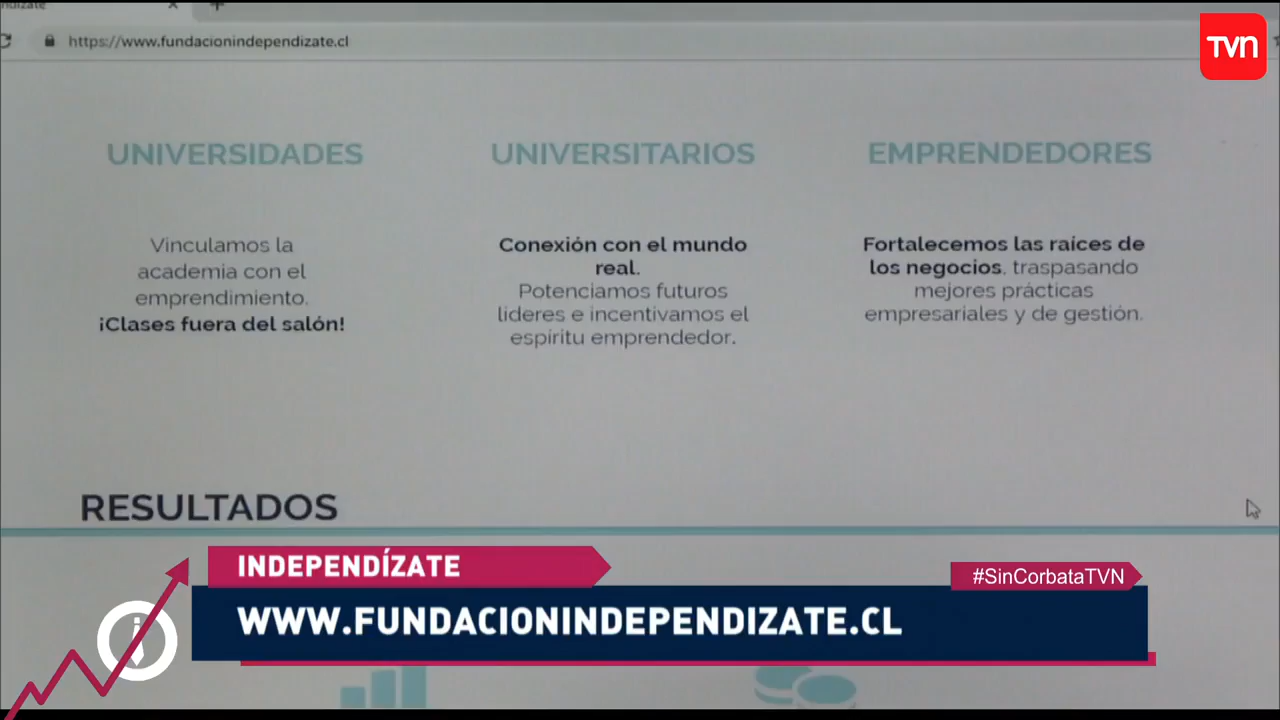 ndízate
https://www.fundacionindependizate.cl
TVN
UNIVERSIDADES
Vinculamos la
academia con el
emprendimiento.
¡Clases fuera del salón!
UNIVERSITARIOS
Conexión con el mundo
real.
Potenciamos futuros
líderes e incentivamos el
espíritu emprendedor.
EMPRENDEDORES
Fortalecemos las raíces de
los negocios, traspasando
mejores prácticas
empresariales y de gestión.
RESULTADOS
INDEPENDÍZATE
#SinCorbataTVN
WWW.FUNDACIONINDEPENDIZATE.CL